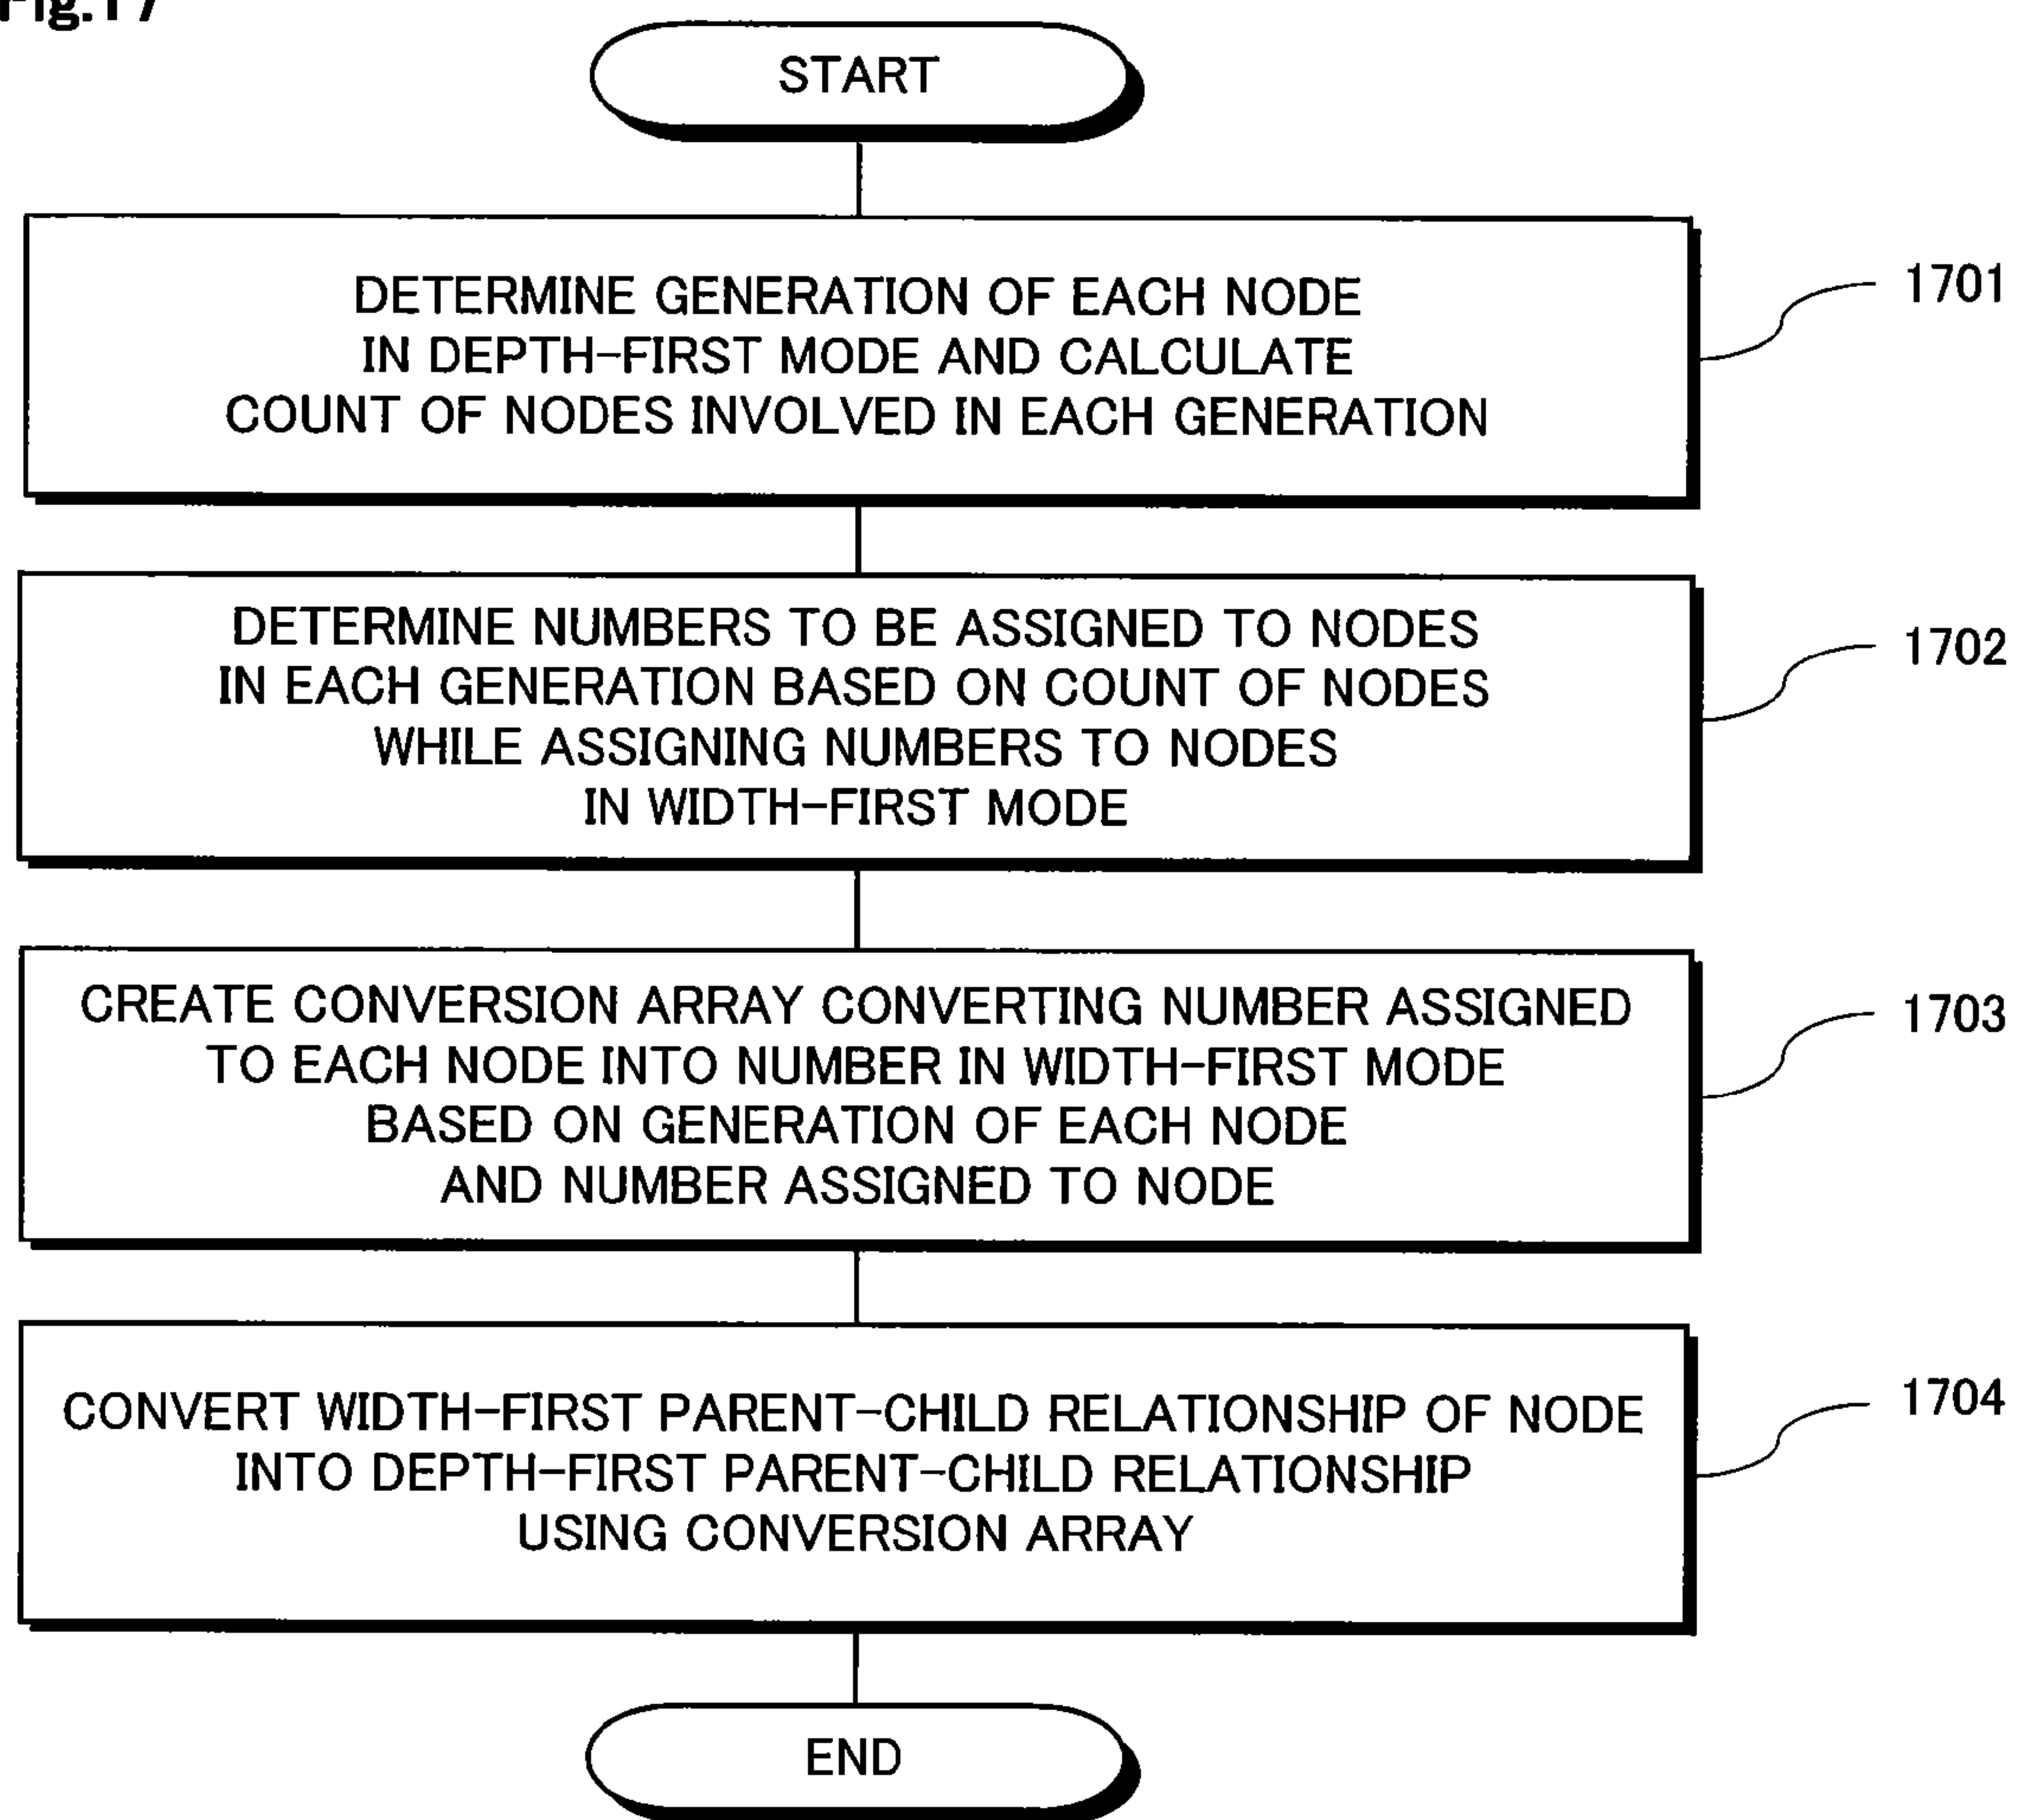 Fig.17
START
DETERMINE GENERATION OF EACH NODE
IN DEPTH-FIRST MODE AND CALCULATE
COUNT OF NODES INVOLVED IN EACH GENERATION
1701
DETERMINE NUMBERS TO BE ASSIGNED TO NODES
IN EACH GENERATION BASED ON COUNT OF NODES
WHILE ASSIGNING NUMBERS TO NODES
IN WIDTH-FIRST MODE
1702
CREATE CONVERSION ARRAY CONVERTING NUMBER ASSIGNED
TO EACH NODE INTO NUMBER IN WIDTH-FIRST MODE
BASED ON GENERATION OF EACH NODE
AND NUMBER ASSIGNED TO NODE
1703
CONVERT WIDTH-FIRST PARENT-CHILD RELATIONSHIP OF NODE
INTO DEPTH-FIRST PARENT-CHILD RELATIONSHIP
USING CONVERSION ARRAY
1704
END